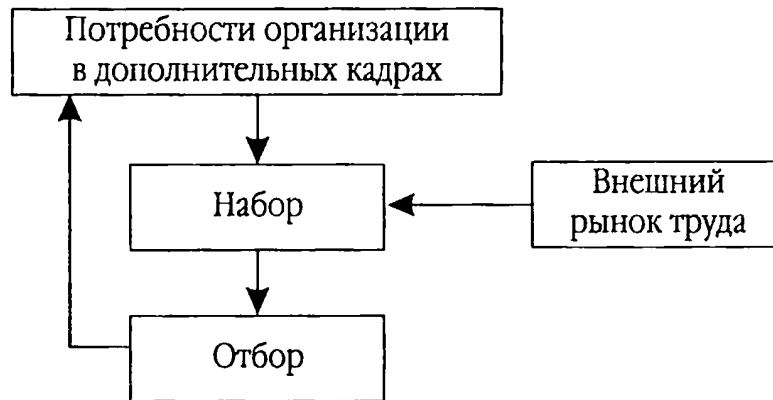 Потребности организации
в дополнительных кадрах
Набор
Внешний
рынок труда
Отбор